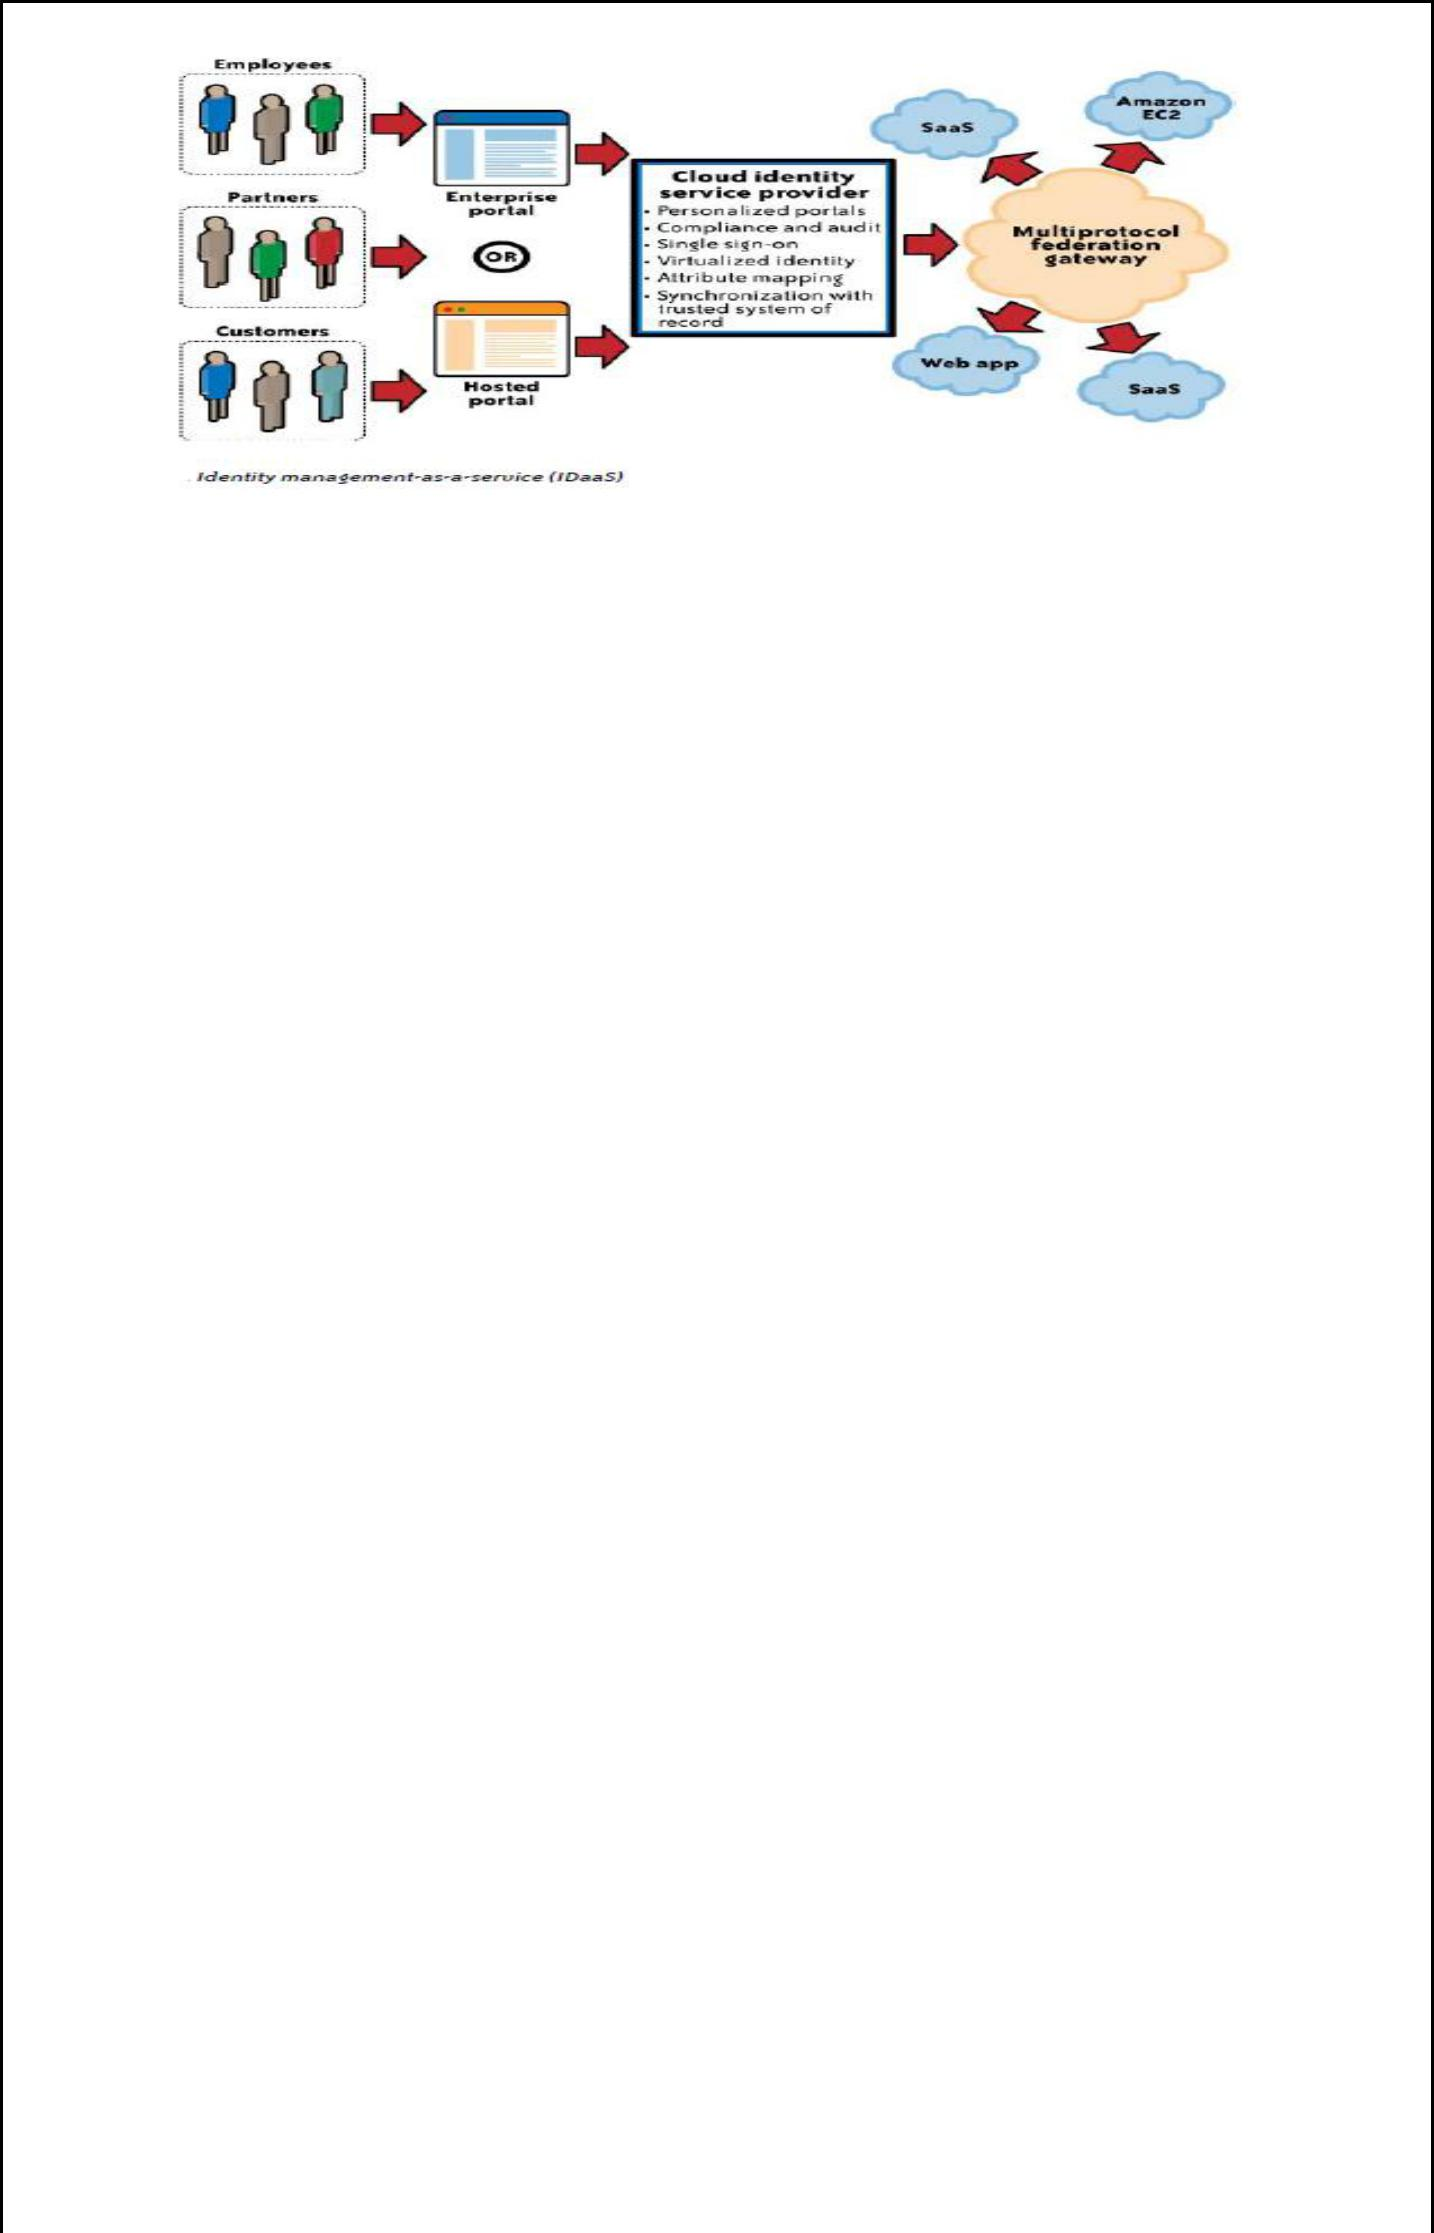 Employees
Partners
Customers
Enterprise
portal
OR
Hosted
portal
Cloud identity
service provider
• Personalized portals
• Compliance and audit
• Single sign-on
• Virtualized identity
• Attribute mapping
• Synchronization with
trusted system of
record
SaaS
Amazon
EC2
Multiprotocol
federation
gateway
Web app
SaaS
Identity management-as-a-service (IDaaS)